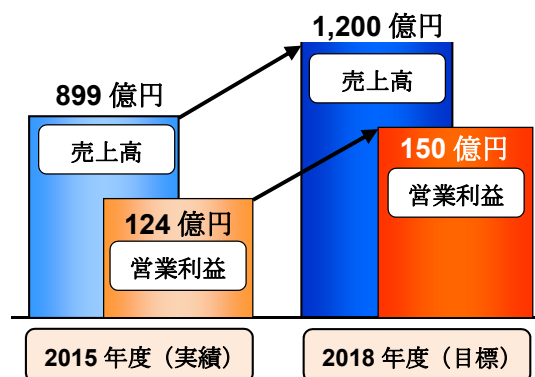 1,200 億円
899 億円
売上高
売上高
150 億円
124 億円
営業利益
営業利益
2015 年度（実績）
2018 年度（目標）